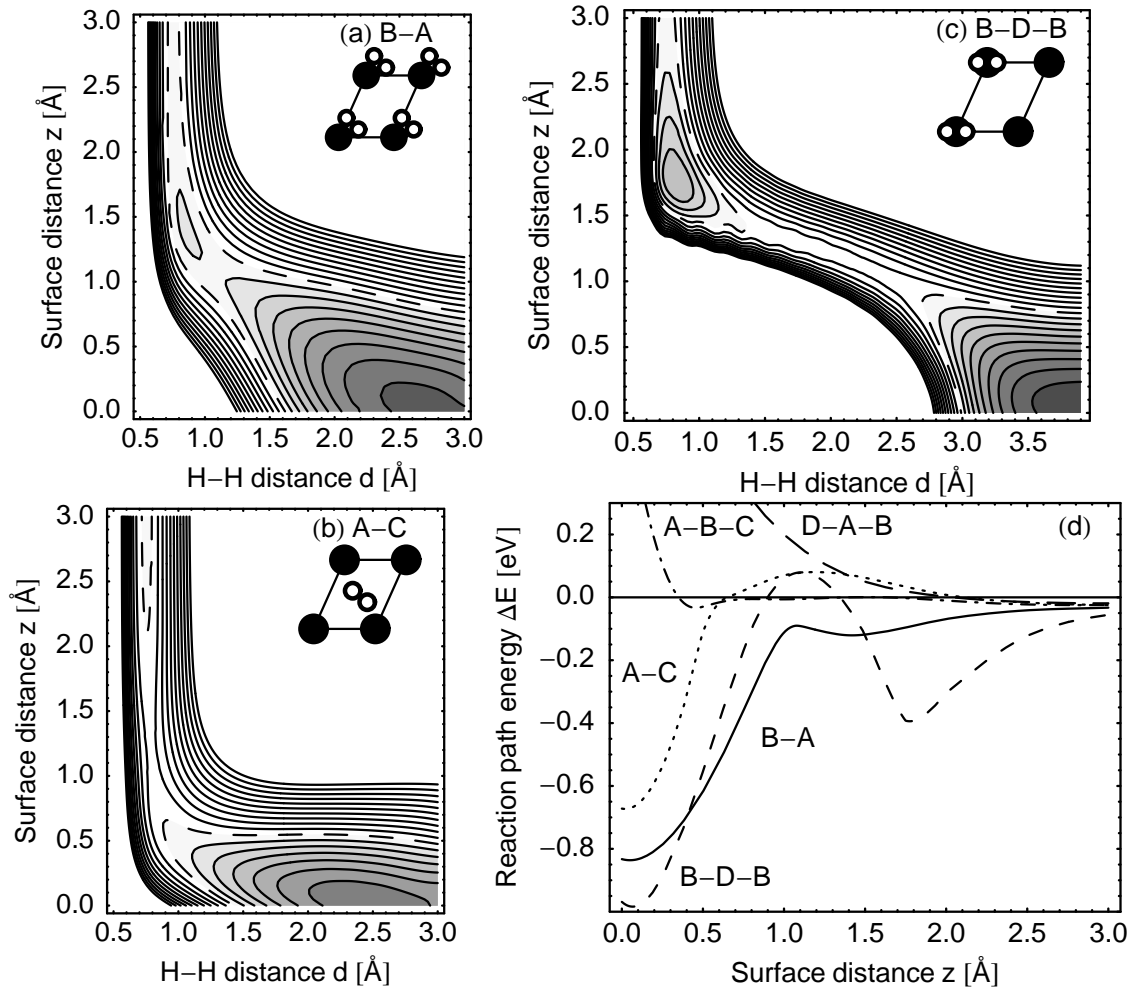 (a) B−A
3.0
2.5
2.0
1.5
1.0
0.5
0.0
Surface distance z [Å]
0.5 1.0 1.5 2.0 2.5 3.0
H−H distance d [Å]
(c) B−D−B
3.0
2.5
2.0
1.5
1.0
0.5
0.0
Surface distance z [Å]
0.5 1.0 1.5 2.0 2.5 3.0 3.5
H−H distance d [Å]
(b) A−C
3.0
2.5
2.0
1.5
1.0
0.5
0.0
Surface distance z [Å]
0.5 1.0 1.5 2.0 2.5 3.0
H−H distance d [Å]
(d)
A−B−C
D−A−B
A−C
B−A
B−D−B
0.2
0.0
−0.2
−0.4
−0.6
−0.8
Reaction path energy ΔE [eV]
0.0 0.5 1.0 1.5 2.0 2.5 3.0
Surface distance z [Å]